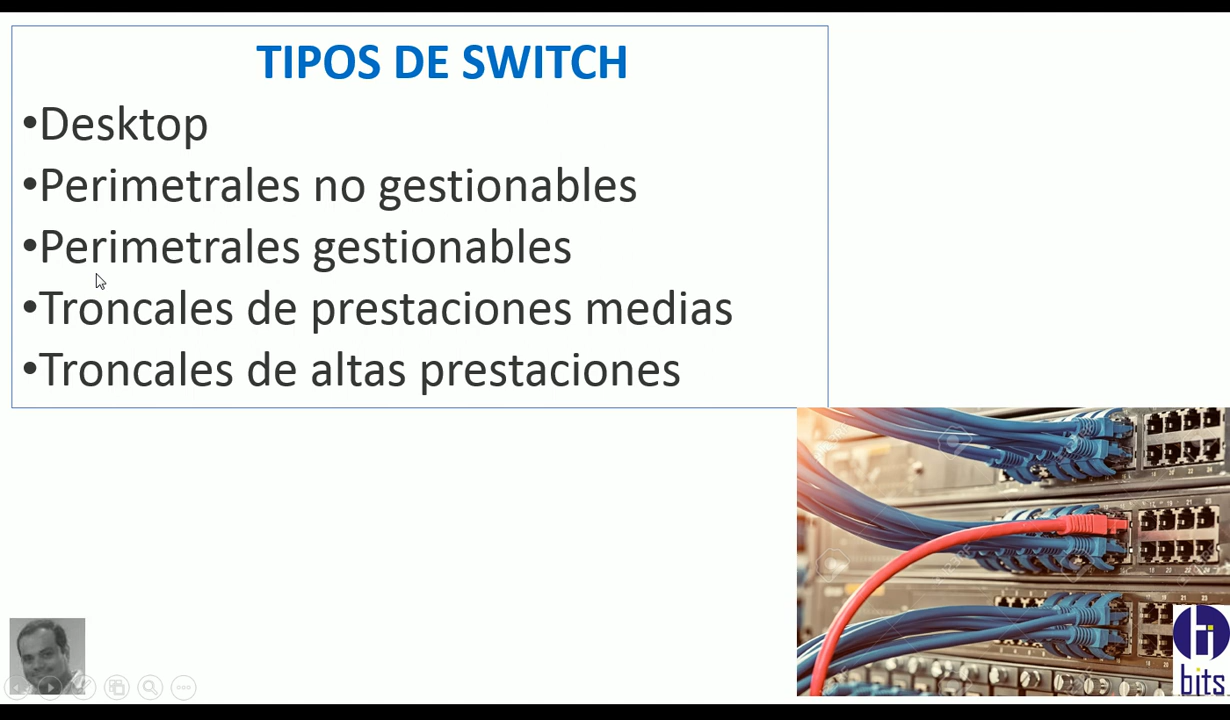 TIPOS DE SWITCH
•Desktop
•Perimetrales no gestionables
•Perimetrales gestionables
•Troncales de prestaciones medias
•Troncales de altas prestaciones
bits